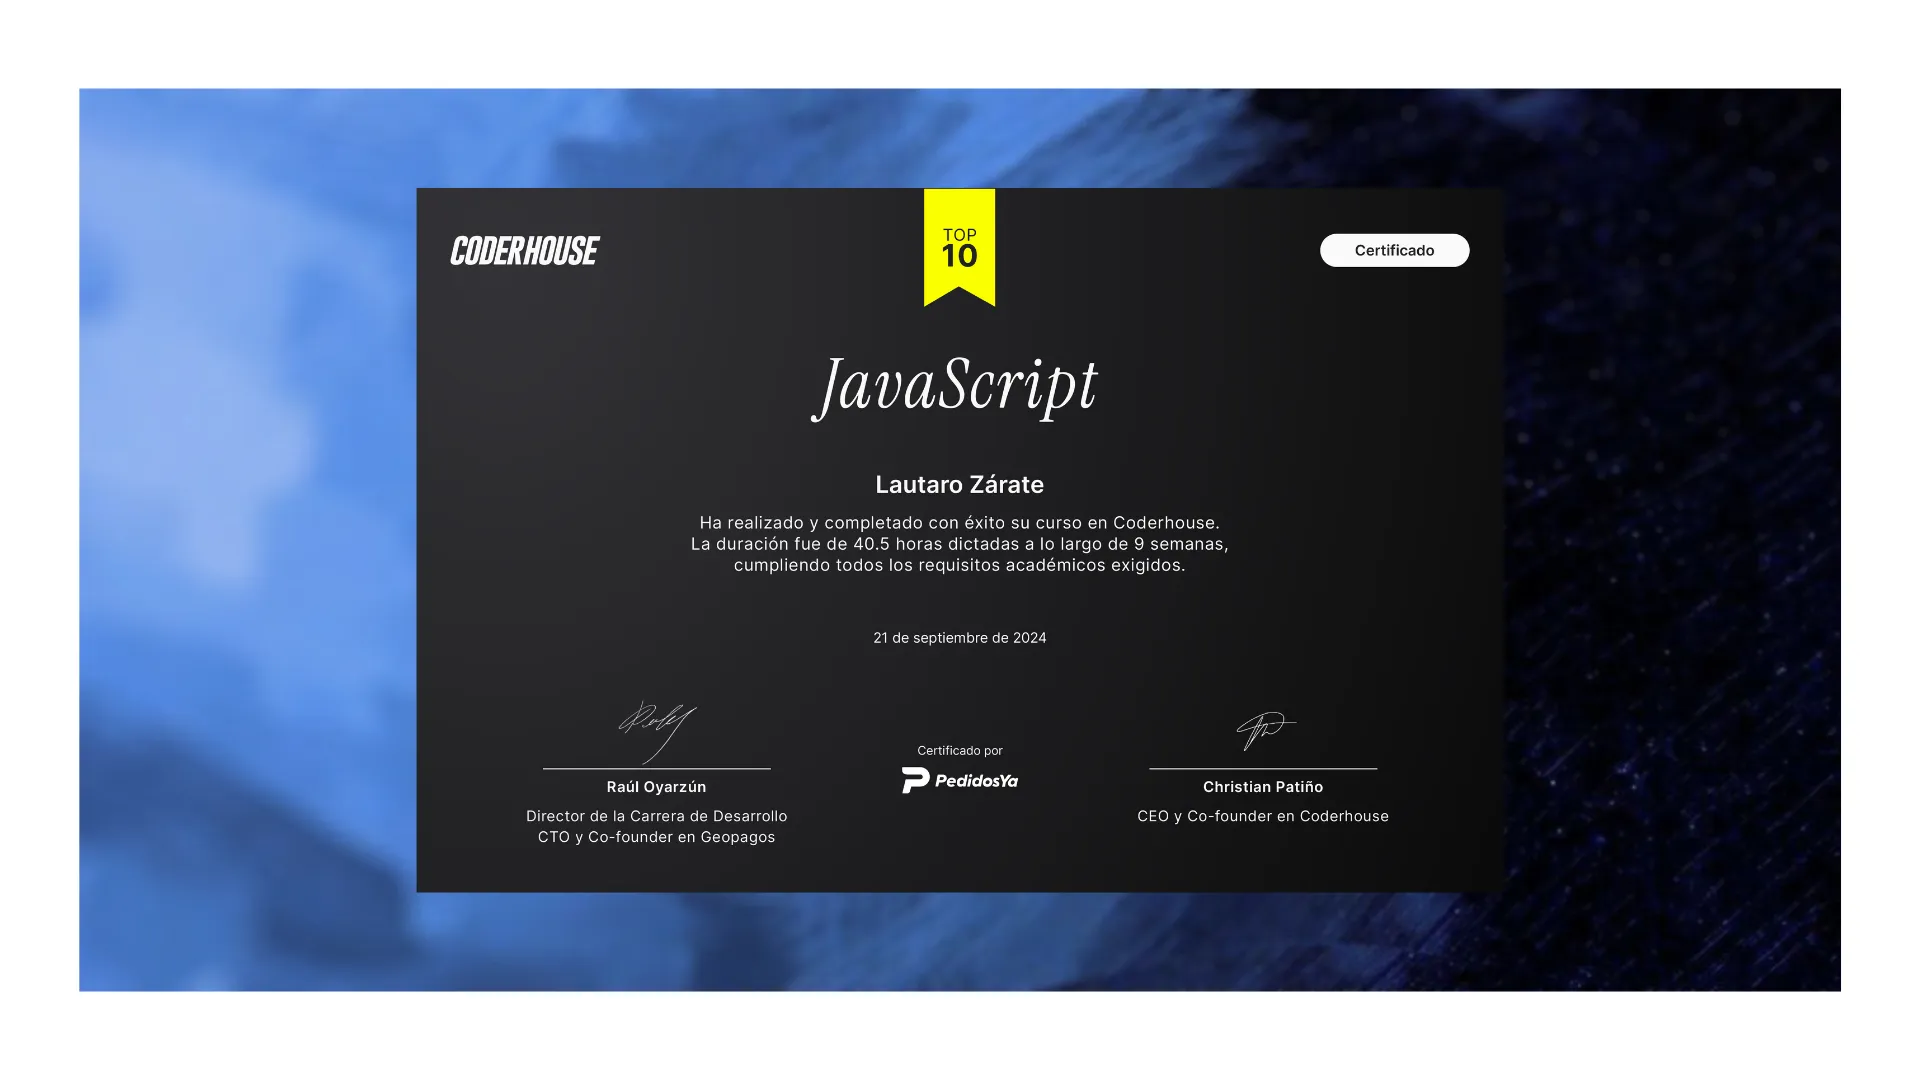 CODERHOUSE
TOP
10
Certificado
JavaScript
Lautaro Zárate
Ha realizado y completado con éxito su curso en Coderhouse.
La duración fue de 40.5 horas dictadas a lo largo de 9 semanas,
cumpliendo todos los requisitos académicos exigidos.
21 de septiembre de 2024
Raúl Oyarzún
Director de la Carrera de Desarrollo
CTO y Co-founder en Geopagos
Certificado por
PedidosYa
Christian Patiño
CEO y Co-founder en Coderhouse